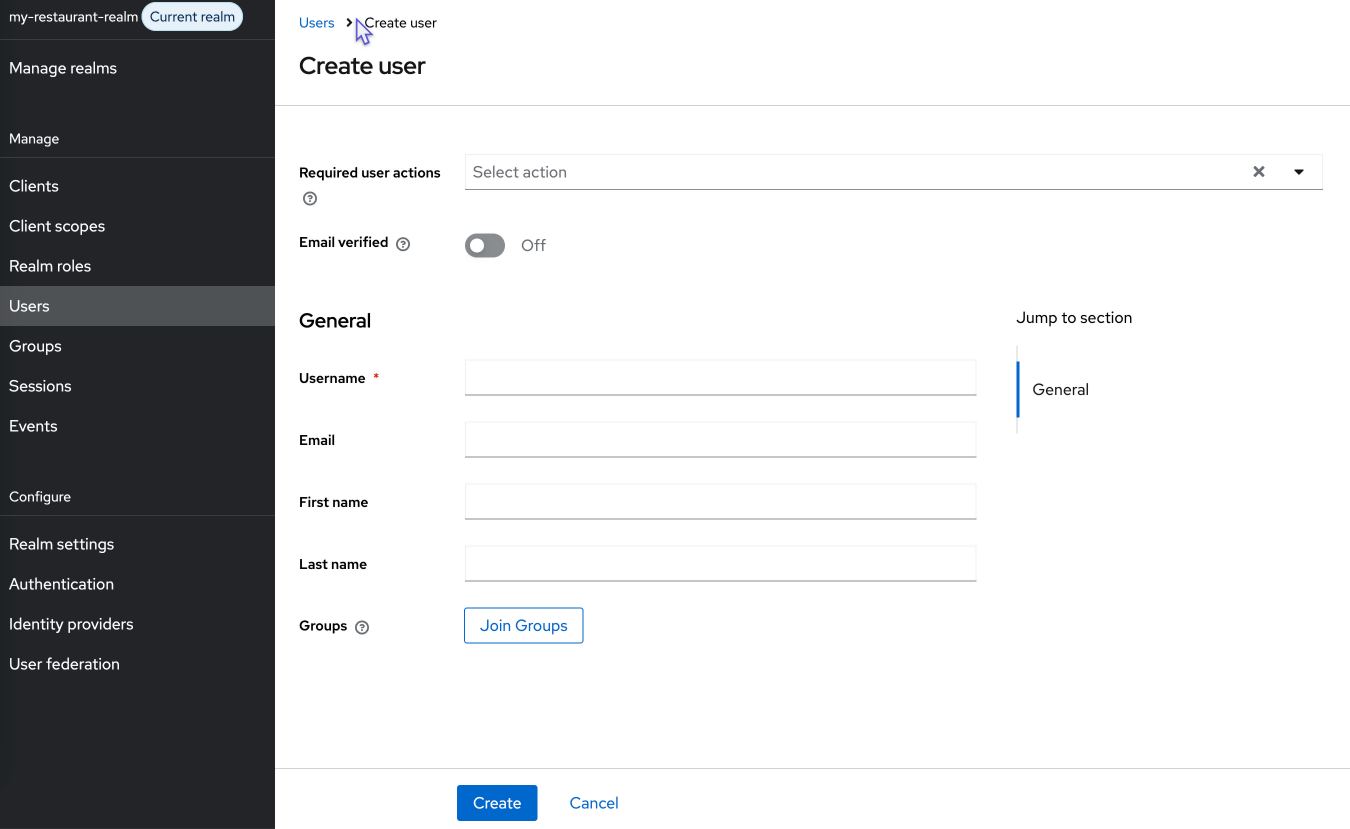 my-restaurant-realm Current realm
Manage realms
Manage
Clients
Client scopes
Realm roles
Users
Groups
Sessions
Events
Configure
Realm settings
Authentication
Identity providers
User federation
Users Create user
Create user
Required user actions Select action
Email verified Off
General
Jump to section
General
Username *
Email
First name
Last name
Groups Join Groups
Create Cancel